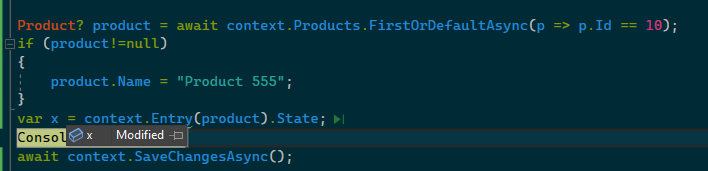 Product? product = await context.Products.FirstOrDefaultAsync(p => p.Id == 10);
if (product!=null)
{
product.Name = "Product 555";
}
var x = context.Entry(product).State;
Consol x Modified
await context.SaveChangesAsync();